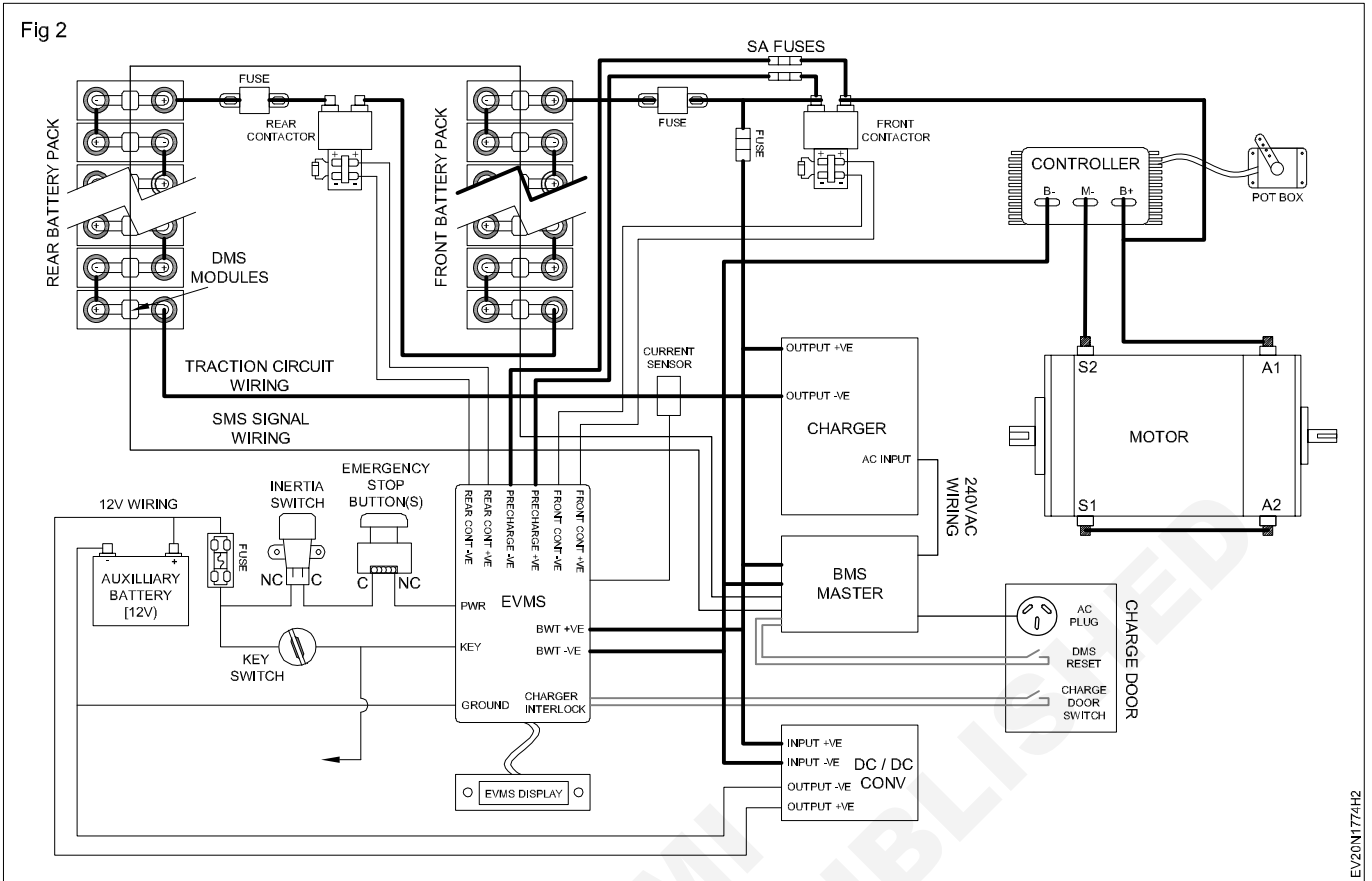 Fig 2
SA FUSES
FUSE
REAR
CONTACTOR
FUSE
FUSE
FRONT
CONTACTOR
REAR BATTERY PACK
FRONT BATTERY PACK
DMS
MODULES
CONTROLLER
B-
M-
B+
POT BOX
TRACTION CIRCUIT
WIRING
SMS SIGNAL
WIRING
CURRENT
SENSOR
OUTPUT +VE
OUTPUT -VE
CHARGER
AC INPUT
240VAC
WIRING
S2
A1
MOTOR
S1
A2
12V WIRING
INERTIA
SWITCH
EMERGENCY
STOP
BUTTON(S)
FUSE
NC
C
C
NC
- +
AUXILLIARY
BATTERY
[12V)
KEY
SWITCH
REAR CONT -VE
REAR CONT +VE
PRECHARGE -VE
PRECHARGE +VE
FRONT CONT -VE
FRONT CONT +VE
PWR
EVMS
BWT +VE
KEY
BWT -VE
GROUND
CHARGER
INTERLOCK
EVMS DISPLAY
BMS
MASTER
AC
PLUG
DMS
RESET
CHARGE
DOOR
SWITCH
CHARGE DOOR
INPUT +VE
INPUT -VE
OUTPUT -VE
OUTPUT +VE
DC / DC
CONV
EV20N1774H2